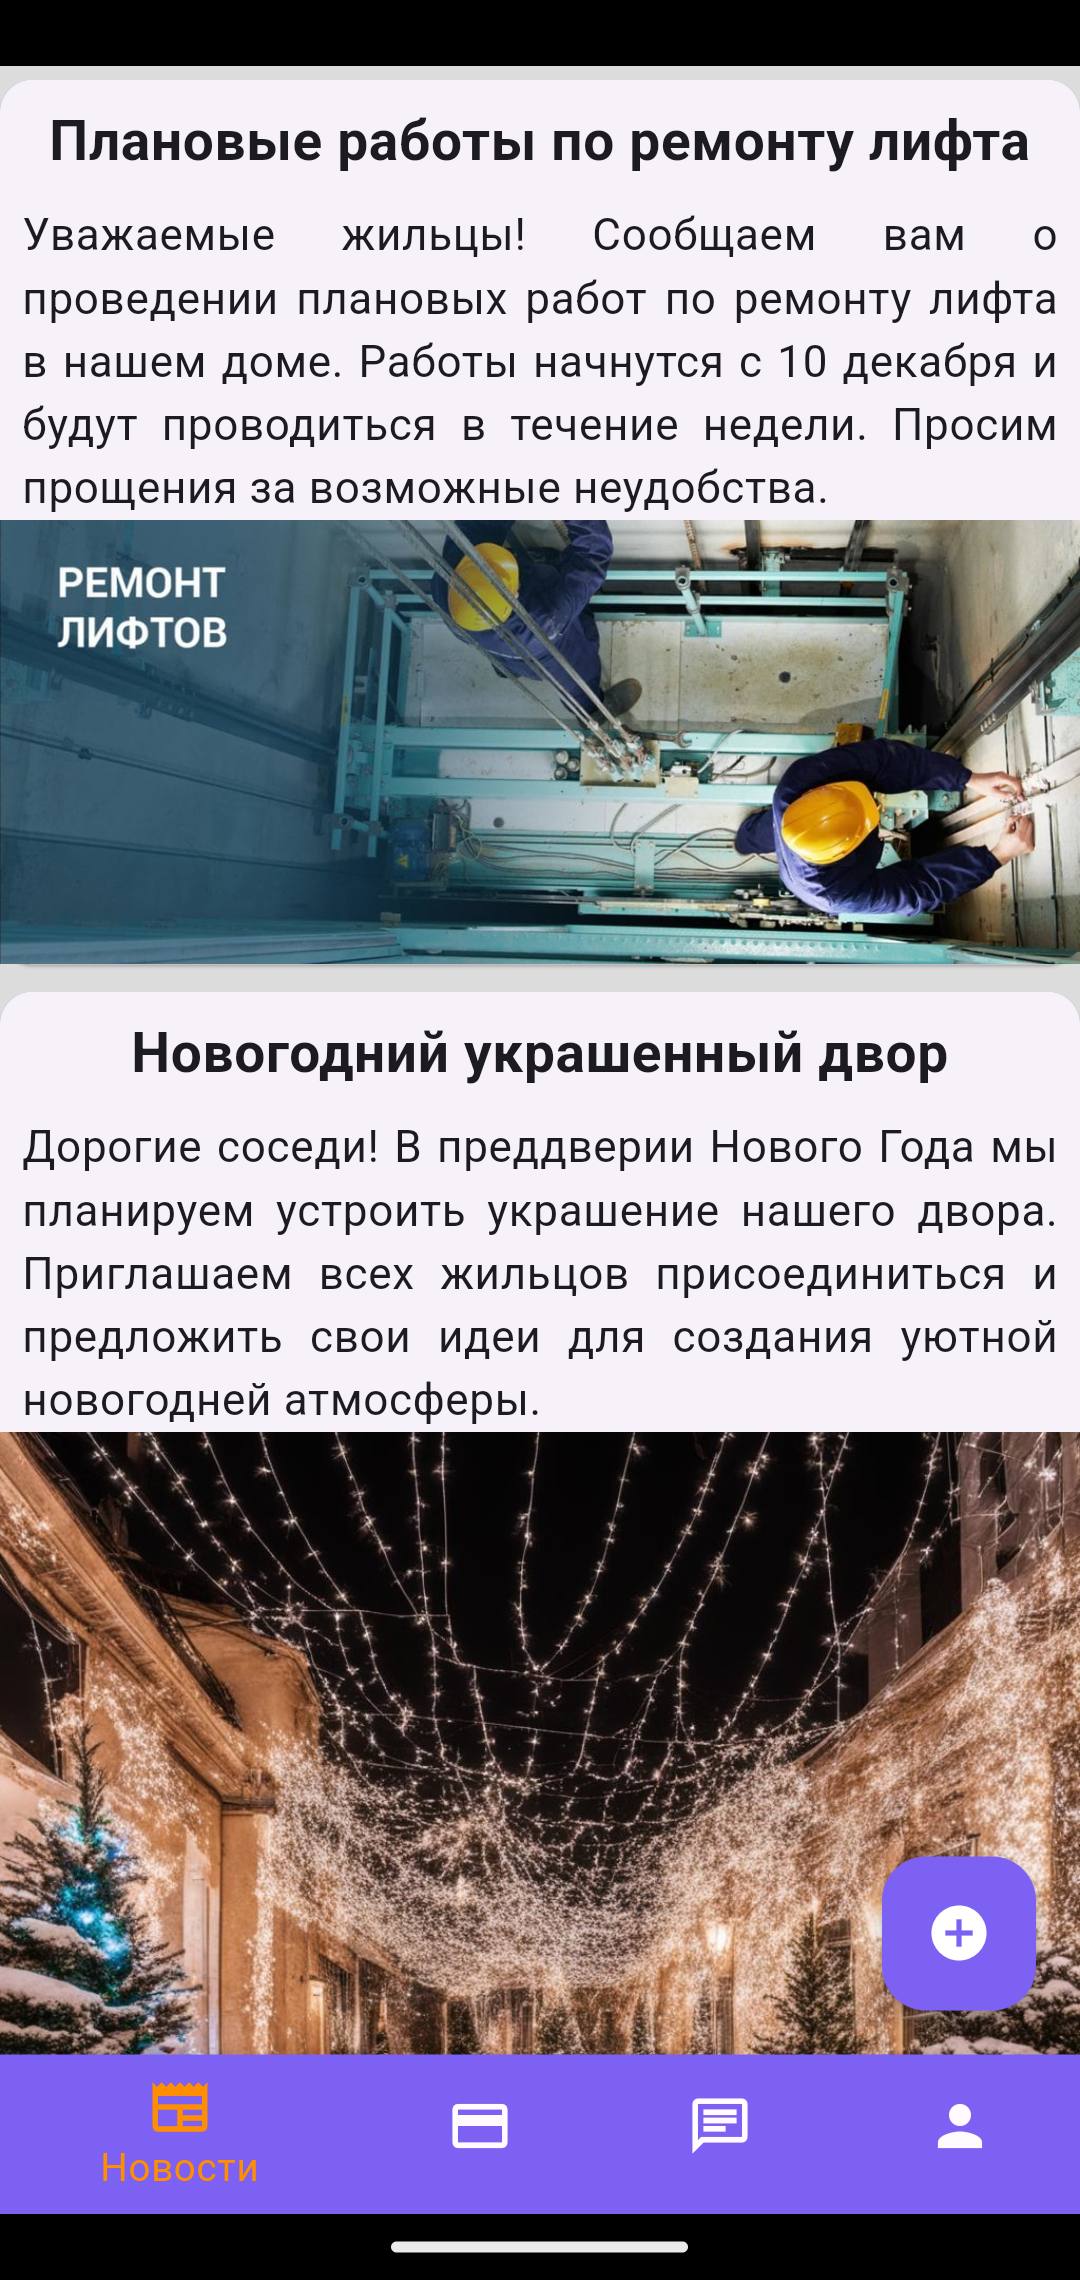 Плановые работы по ремонту лифта
Уважаемые жильцы! Сообщаем вам о
проведении плановых работ по ремонту лифта
в нашем доме. Работы начнутся с 10 декабря и
будут проводиться в течение недели. Просим
прощения за возможные неудобства.
РЕМОНТ
ЛИФТОВ
Новогодний украшенный двор
Дорогие соседи! В преддверии Нового Года мы
планируем устроить украшение нашего двора.
Приглашаем всех жильцов присоединиться и
предложить свои идеи для создания уютной
новогодней атмосферы.
Новости